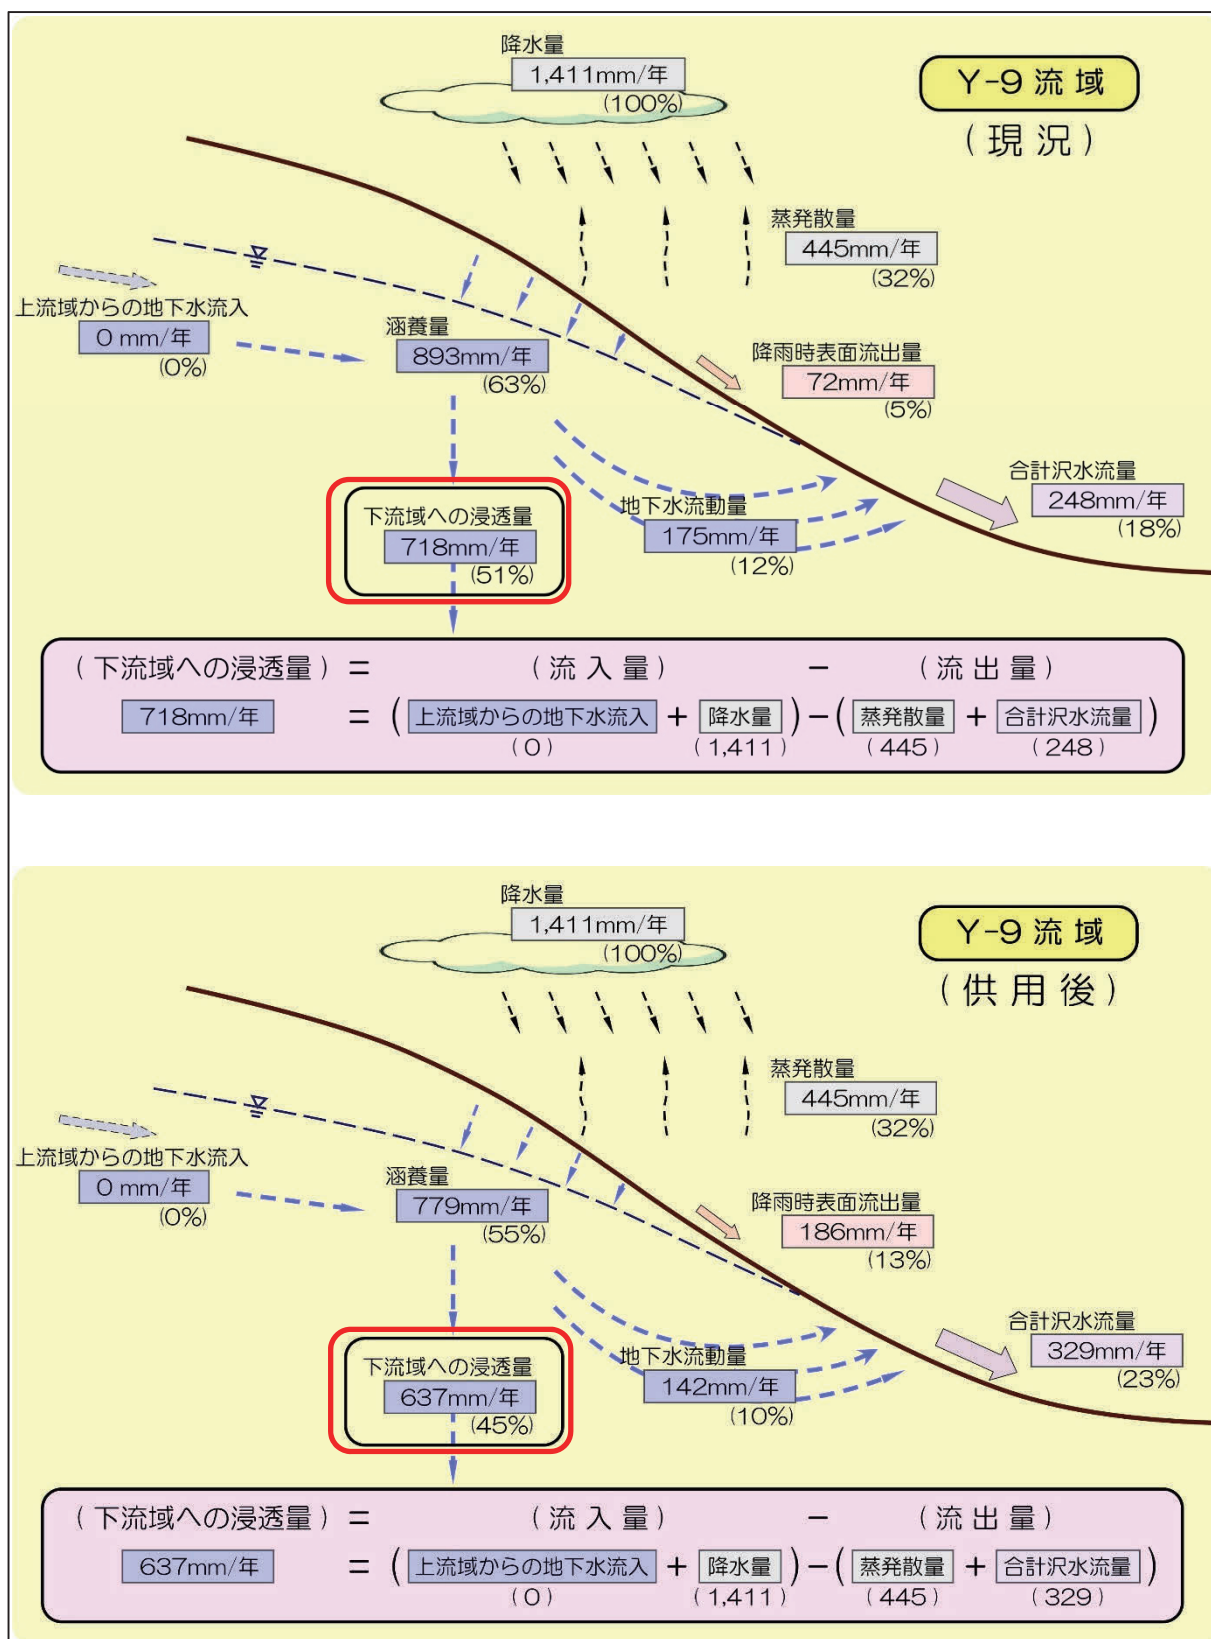 降水量
1,411mm/年
(100%)
Y-9 流域
(現況)
蒸発散量
445mm/年
(32%)
上流域からの地下水流入
0 mm/年
(0%)
涵養量
893mm/年
(63%)
降雨時表面流出量
72mm/年
(5%)
合計沢水流量
248mm/年
(18%)
下流域への浸透量
718mm/年
(51%)
地下水流動量
175mm/年
(12%)
(下流域への浸透量) = (流入量) − (流出量)
718mm/年 = (上流域からの地下水流入 + 降水量) − (蒸発散量 + 合計沢水流量)
(0) (1,411) (445) (248)
降水量
1,411mm/年
(100%)
Y-9 流域
(供用後)
蒸発散量
445mm/年
(32%)
上流域からの地下水流入
0 mm/年
(0%)
涵養量
779mm/年
(55%)
降雨時表面流出量
186mm/年
(13%)
合計沢水流量
329mm/年
(23%)
下流域への浸透量
637mm/年
(45%)
地下水流動量
142mm/年
(10%)
(下流域への浸透量) = (流入量) − (流出量)
637mm/年 = (上流域からの地下水流入 + 降水量) − (蒸発散量 + 合計沢水流量)
(0) (1,411) (445) (329)